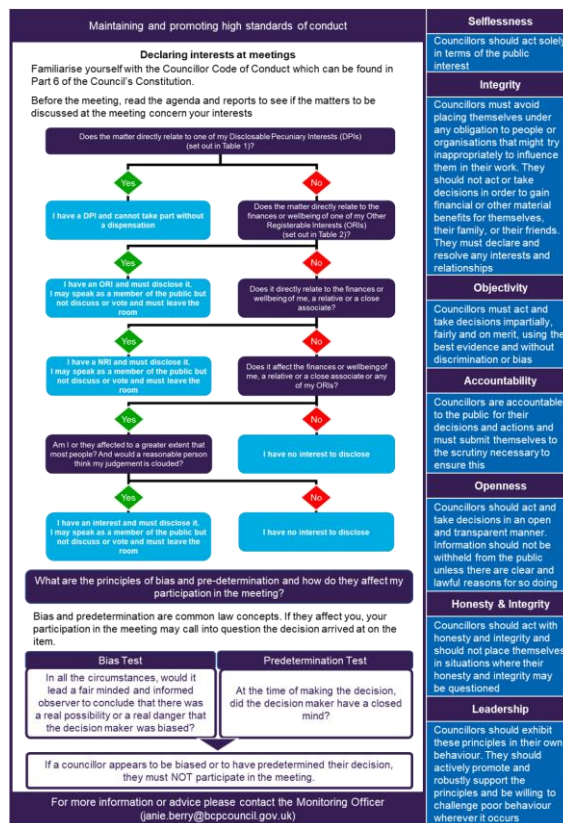 Maintaining and promoting high standards of conduct
Declaring interests at meetings
Familiarise yourself with the Councillor Code of Conduct which can be found in
Part 6 of the Council's Constitution.
Before the meeting, read the agenda and reports to see if the matters to be
discussed at the meeting concern your interests
Does the matter directly relate to one of my Disclosable Pecuniary Interests (DPIs)
(set out in Table 1)?
Yes
No
I have a DPI and cannot take part without
a dispensation
Does the matter directly relate to the
finances or wellbeing of one of my Other
Registerable Interests (ORIs)
(set out in Table 2)?
Yes
No
I have an ORI and must disclose it.
I may speak as a member of the public but
not discuss or vote and must leave the
room
Does it directly relate to the finances or
wellbeing of me, a relative or a close
associate?
Yes
No
I have a NRI and must disclose it.
I may speak as a member of the public but
not discuss or vote and must leave the
room
Does it affect the finances or wellbeing of
me, a relative or a close associate or any
of my ORIs?
Yes
No
Am I or they affected to a greater extent that
most people? And would a reasonable person
think my judgement is clouded?
I have no interest to disclose
Yes
No
I have an interest and must disclose it.
I may speak as a member of the public but
not discuss or vote and must leave the
room
I have no interest to disclose
What are the principles of bias and pre-determination and how do they affect my
participation in the meeting?
Bias and predetermination are common law concepts. If they affect you, your
participation in the meeting may call into question the decision arrived at on the
item.
Bias Test
In all the circumstances, would it
lead a fair minded and informed
observer to conclude that there was
a real possibility or a real danger that
the decision maker was biased?
Predetermination Test
At the time of making the decision,
did the decision maker have a closed
mind?
If a councillor appears to be biased or to have predetermined their decision,
they must NOT participate in the meeting.
For more information or advice please contact the Monitoring Officer
(janie.berry@bcpcouncil.gov.uk)
Selflessness
Councillors should act solely
in terms of the public
interest
Integrity
Councillors must avoid
placing themselves under
any obligation to people or
organisations that might try
inappropriately to influence
them in their work. They
should not act or take
decisions in order to gain
financial or other material
benefits for themselves,
their family, or their friends.
They must declare and
resolve any interests and
relationships
Objectivity
Councillors must act and
take decisions impartially,
fairly and on merit, using the
best evidence and without
discrimination or bias
Accountability
Councillors are accountable
to the public for their
decisions and actions and
must submit themselves to
the scrutiny necessary to
ensure this
Openness
Councillors should act and
take decisions in an open
and transparent manner.
Information should not be
withheld from the public
unless there are clear and
lawful reasons for so doing
Honesty & Integrity
Councillors should act with
honesty and integrity and
should not place themselves
in situations where their
honesty and integrity may
be questioned
Leadership
Councillors should exhibit
these principles in their own
behaviour. They should
actively promote and
robustly support the
principles and be willing to
challenge poor behaviour
wherever it occurs